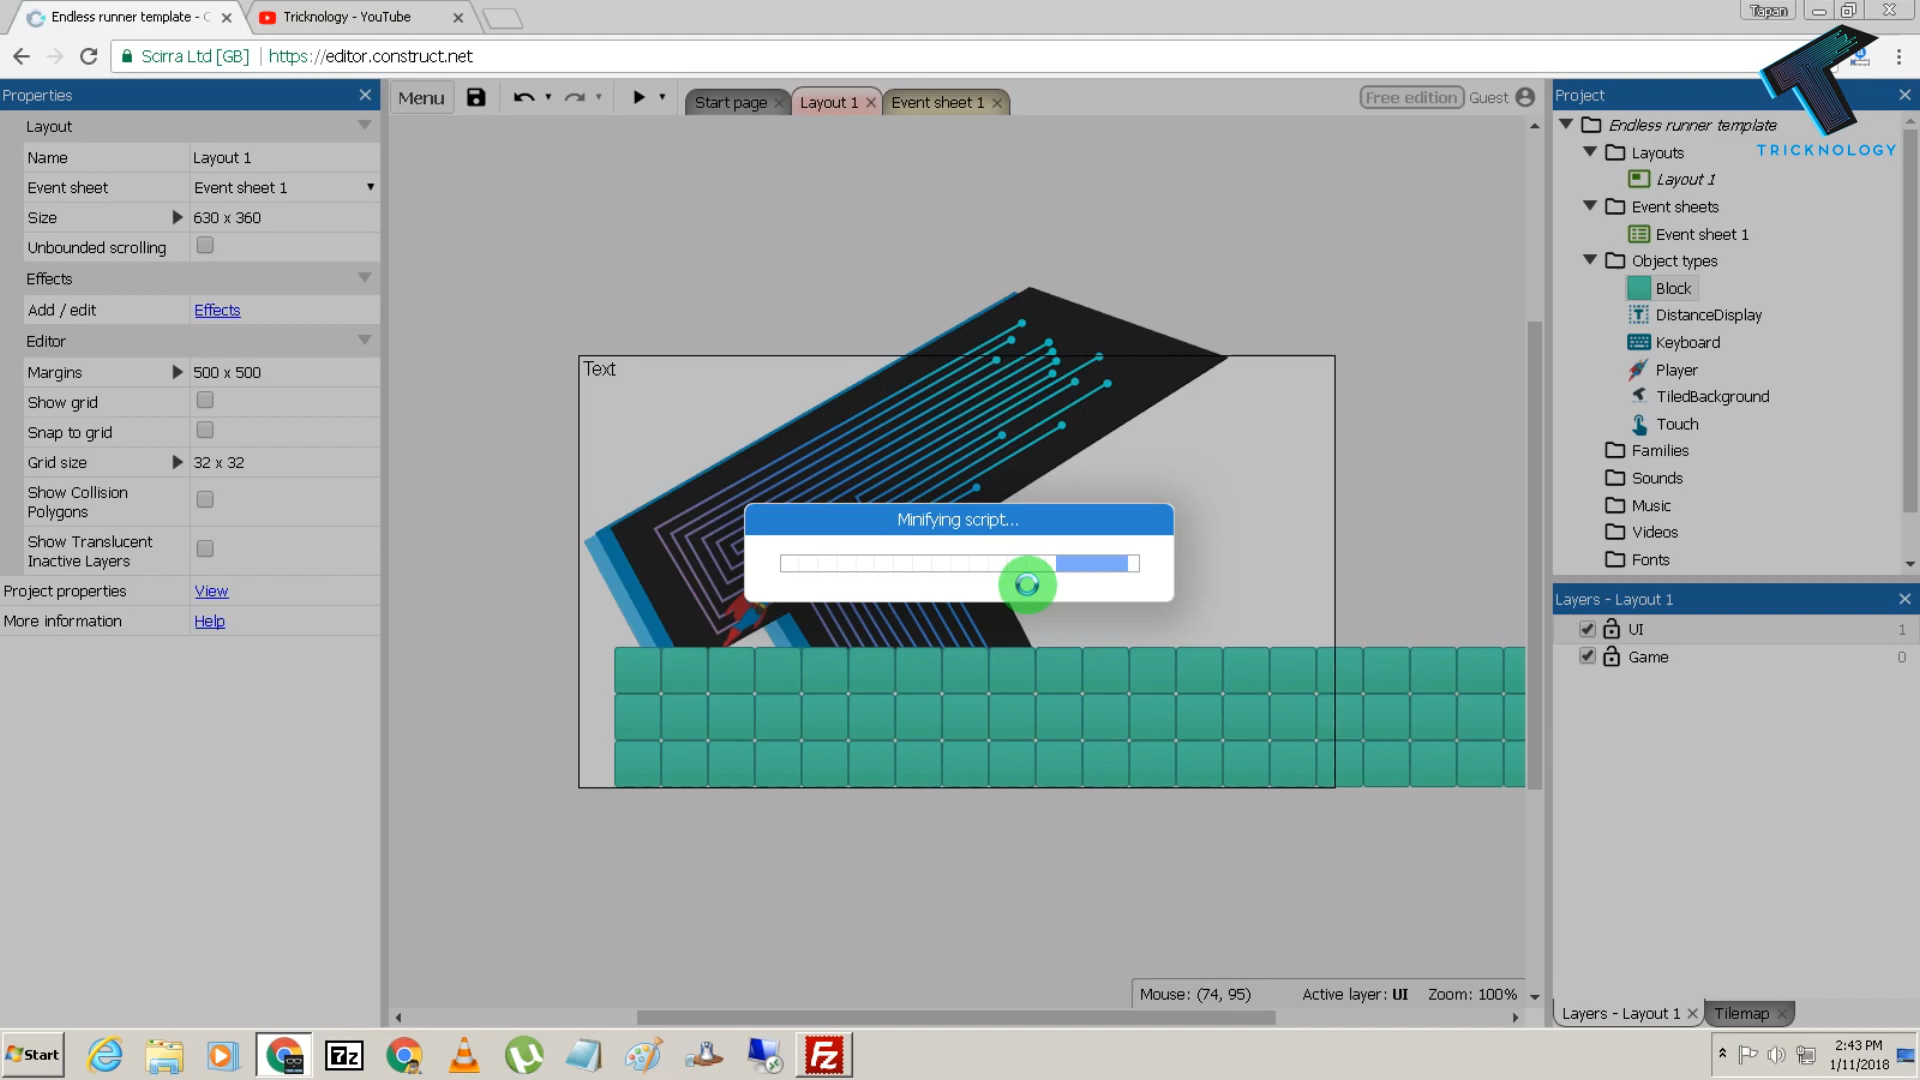 Endless runner template - C
Tricknology - YouTube
Tapan
Scirra Ltd [GB]
https://editor.construct.net
Properties
Layout
Name
Layout 1
Event sheet
Event sheet 1
Size
630 x 360
Unbounded scrolling
Effects
Add / edit
Effects
Editor
Margins
500 x 500
Show grid
Snap to grid
Grid size
32 x 32
Show Collision
Polygons
Show Translucent
Inactive Layers
Project properties
View
More information
Help
Menu
Start page
Layout 1
Event sheet 1
Free edition
Guest
Text
Minifying script...
Mouse: (74, 95)
Active layer: UI
Zoom: 100%
Project
TRICKNOLOGY
Endless runner template
Layouts
Layout 1
Event sheets
Event sheet 1
Object types
Block
DistanceDisplay
Keyboard
Player
TiledBackground
Touch
Families
Sounds
Music
Videos
Fonts
Layers - Layout 1
UI
1
Game
0
Layers - Layout 1
Tilemap
Start
7z
FZ
2:43 PM
1/11/2018